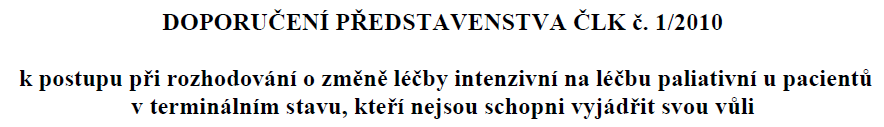 DOPORUČENÍ PŘEDSTAVENSTVA ČLK č. 1/2010
k postupu při rozhodování o změně léčby intenzivní na léčbu paliativní u pacientů
v terminálním stavu, kteří nejsou schopni vyjádřit svou vůli